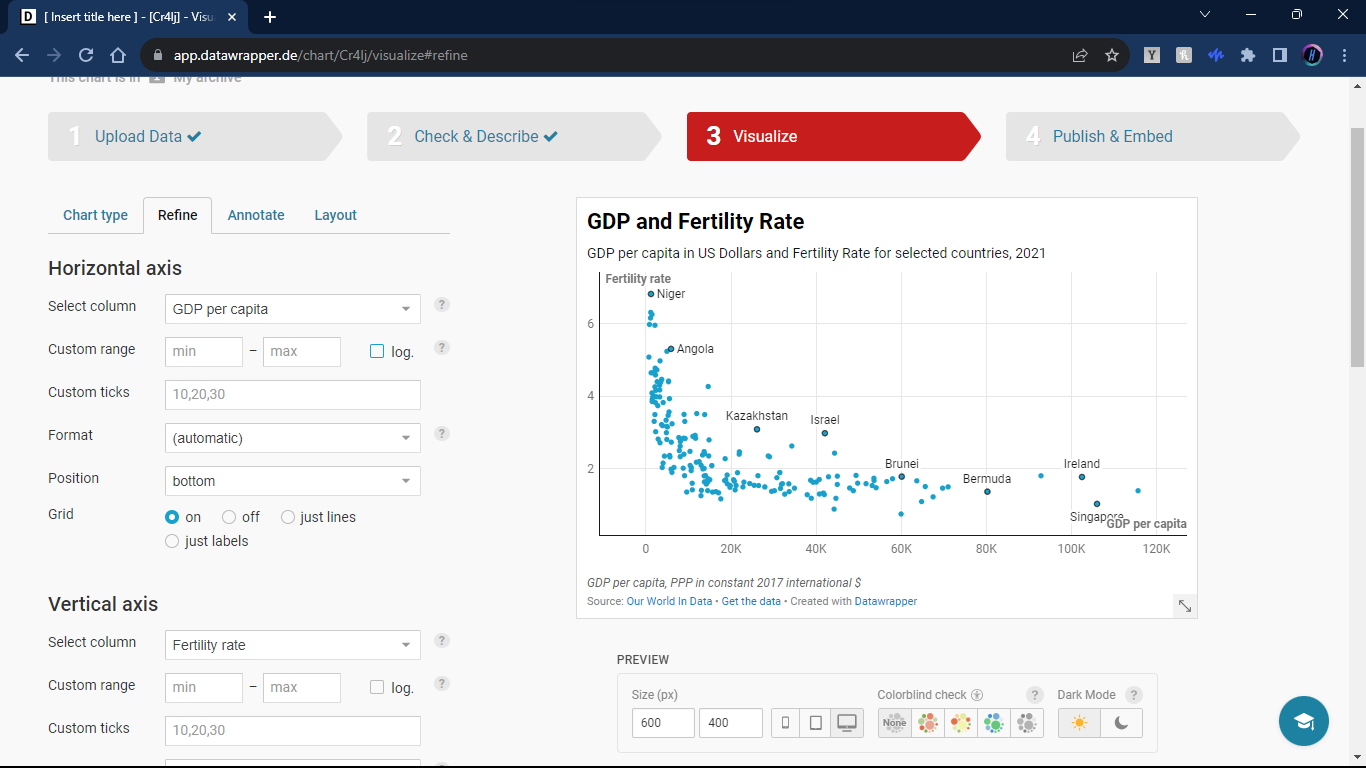 [ Insert title here ] - [Cr4lj] - Visu
app.datawrapper.de/chart/Cr4lj/visualize#refine
This chart is in My archive
1 Upload Data
2 Check & Describe
3 Visualize
4 Publish & Embed
Chart type Refine Annotate Layout
Horizontal axis
Select column GDP per capita ?
Custom range min – max log. ?
Custom ticks 10,20,30
Format (automatic) ?
Position bottom
Grid on off just lines
just labels
Vertical axis
Select column Fertility rate ?
Custom range min – max log. ?
Custom ticks 10,20,30
GDP and Fertility Rate
GDP per capita in US Dollars and Fertility Rate for selected countries, 2021
Fertility rate
Niger
6
Angola
4
Kazakhstan
Israel
2
Brunei
Bermuda
Ireland
Singapore
GDP per capita
0 20K 40K 60K 80K 100K 120K
GDP per capita, PPP in constant 2017 international $
Source: Our World In Data • Get the data • Created with Datawrapper
PREVIEW
Size (px) Colorblind check ? Dark Mode ?
600 400 None